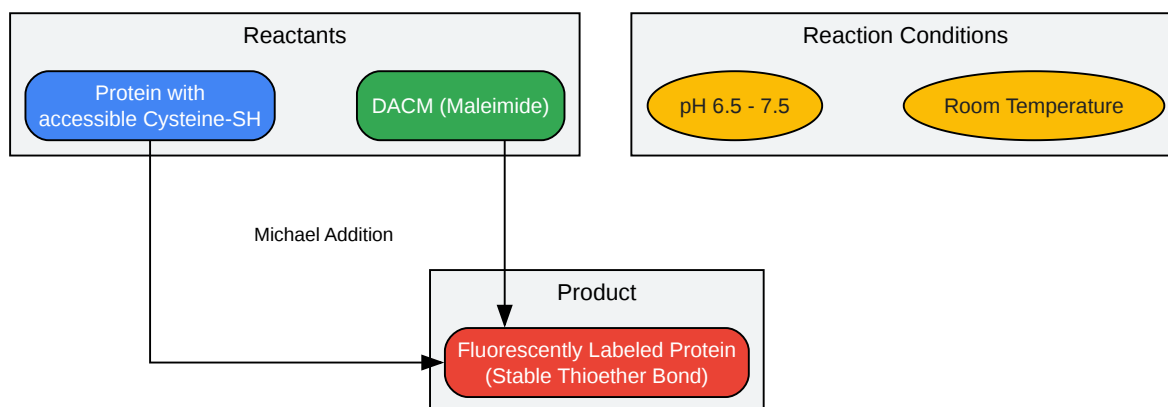 Reactants
Protein with
accessible Cysteine-SH
DACM (Maleimide)
Reaction Conditions
pH 6.5 - 7.5
Room Temperature
Michael Addition
Product
Fluorescently Labeled Protein
(Stable Thioether Bond)